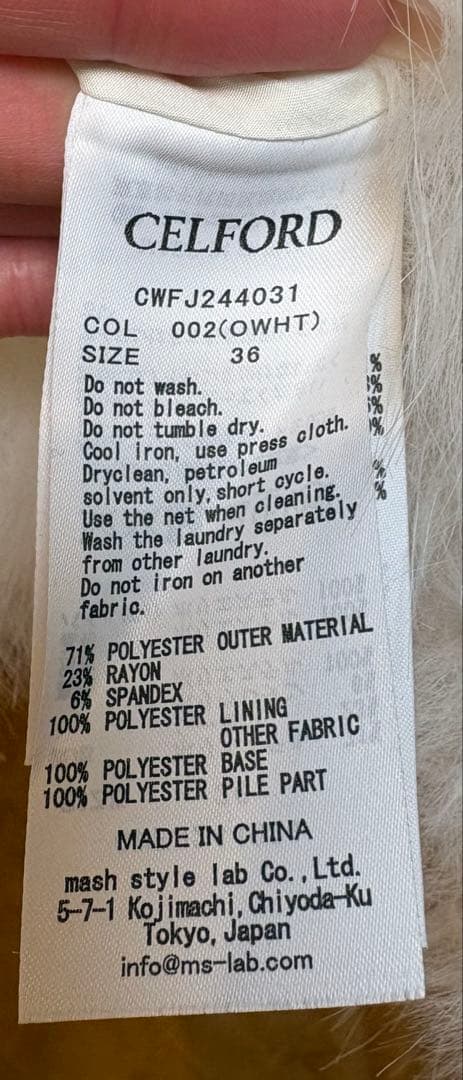 CELFORD
CWFJ244031
COL 002(OWHT)
SIZE 36
Do not wash.
Do not bleach.
Do not tumble dry.
Cool iron, use press cloth.
Dryclean, petroleum
solvent only, short cycle.
Use the net when cleaning.
Wash the laundry separately
from other laundry.
Do not iron on another
fabric.
71% POLYESTER OUTER MATERIAL
23% RAYON
6% SPANDEX
100% POLYESTER LINING
OTHER FABRIC
100% POLYESTER BASE
100% POLYESTER PILE PART
MADE IN CHINA
mash style lab Co., Ltd.
5-7-1 Kojimachi, Chiyoda-Ku
Tokyo, Japan
info@ms-lab.com